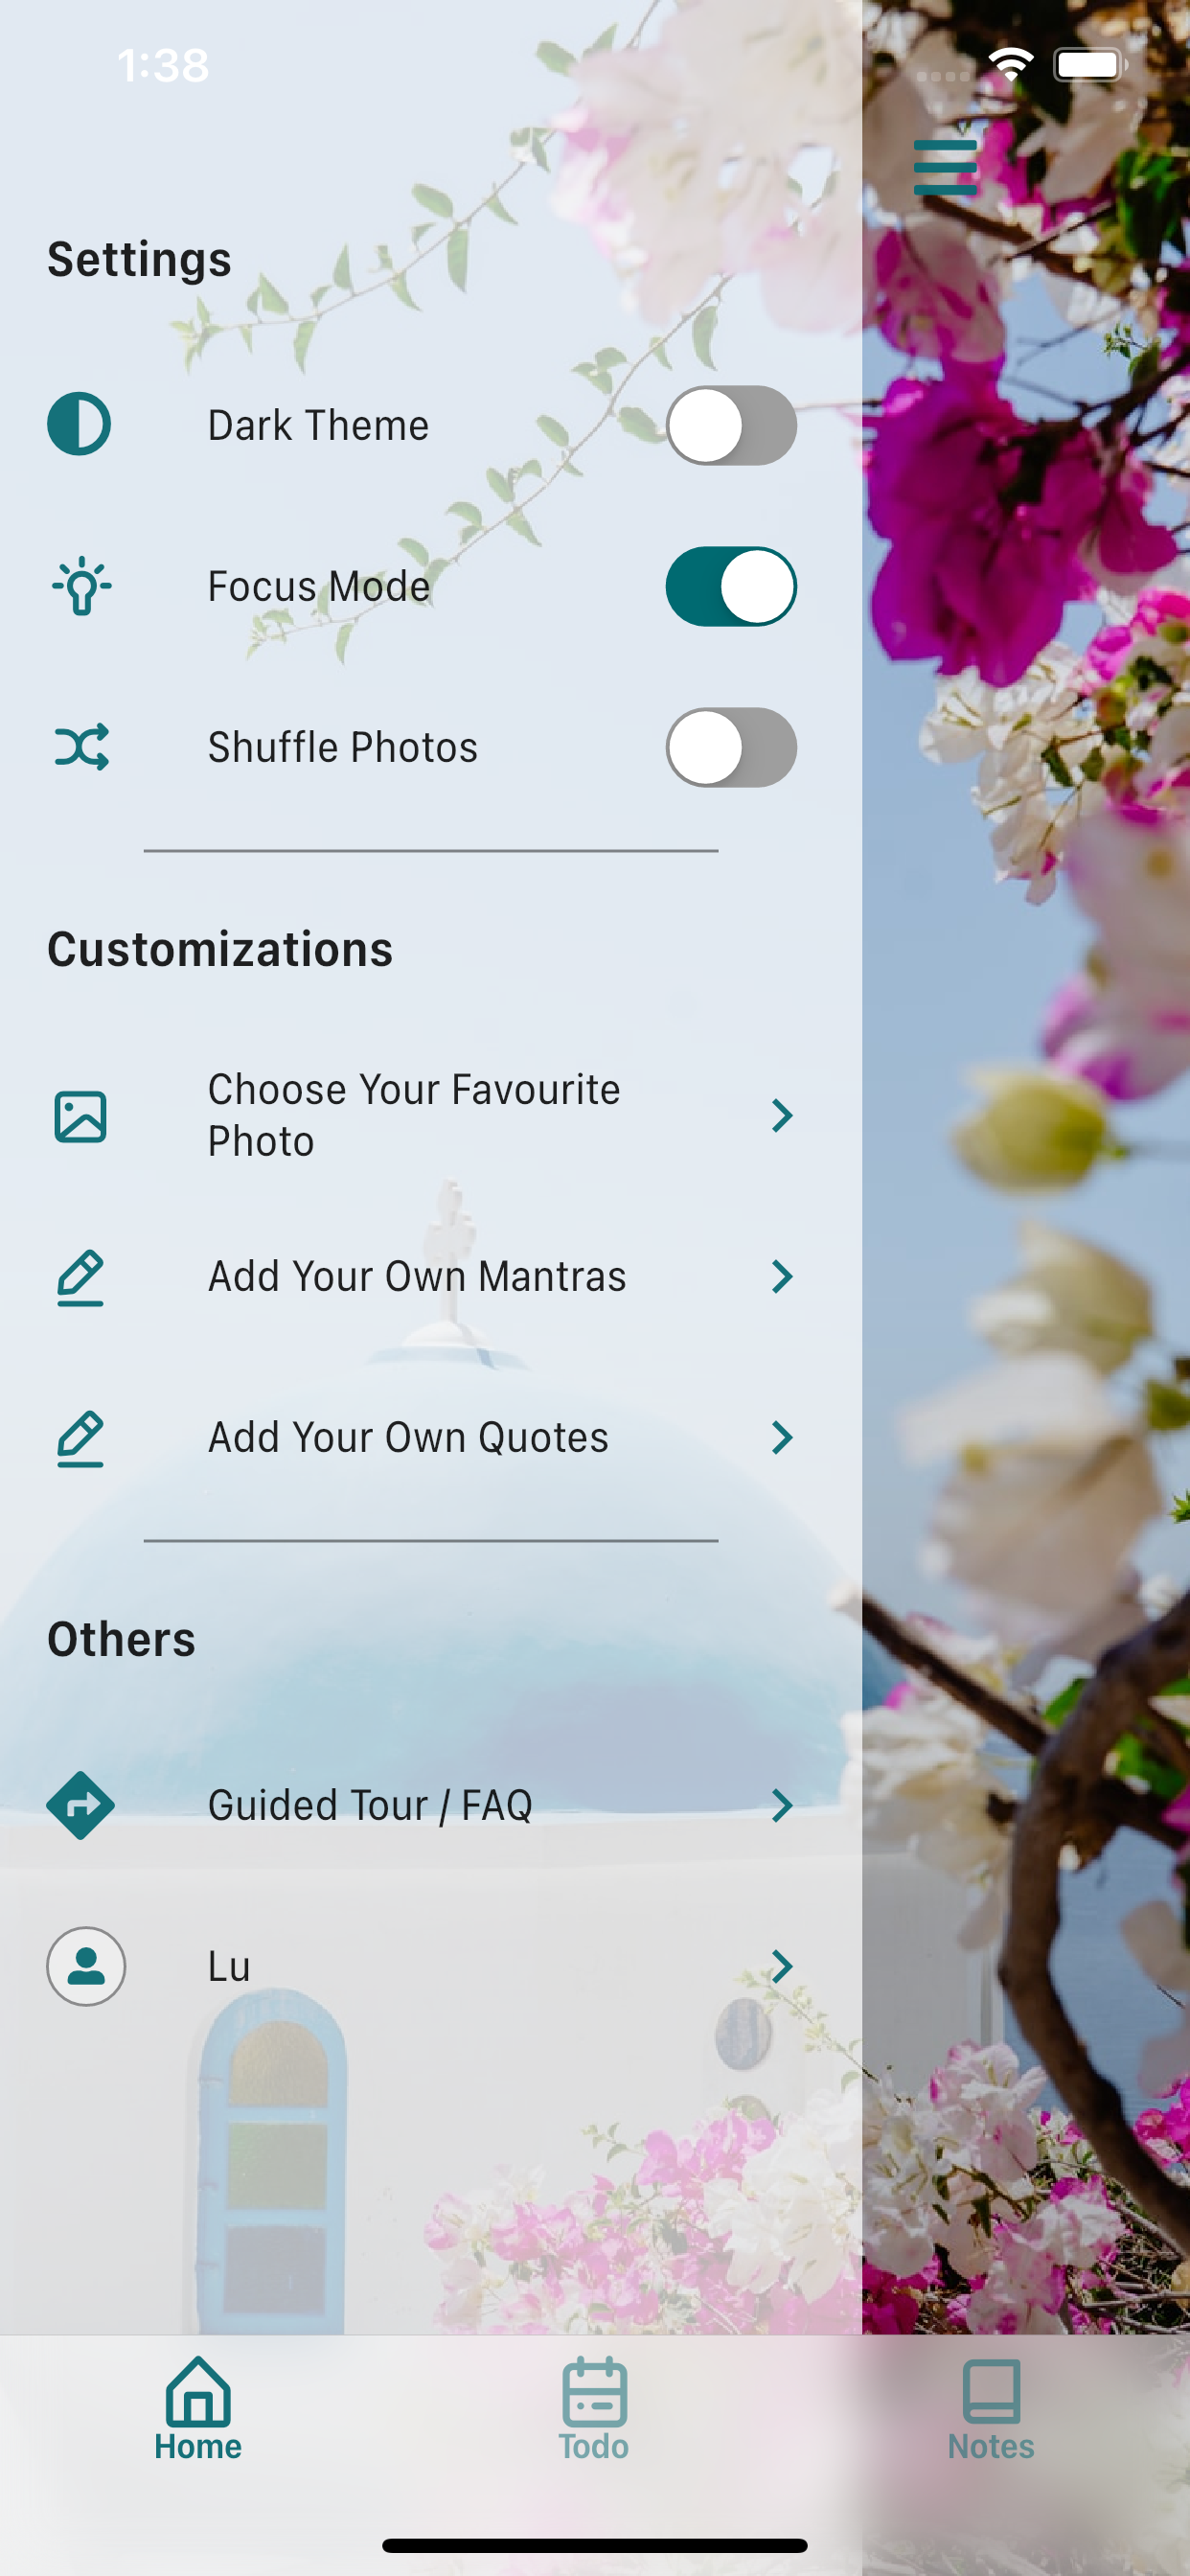 1:38
Settings
Dark Theme
Focus Mode
Shuffle Photos
Customizations
Choose Your Favourite
Photo
Add Your Own Mantras
Add Your Own Quotes
Others
Guided Tour / FAQ
Lu
Home
Todo
Notes